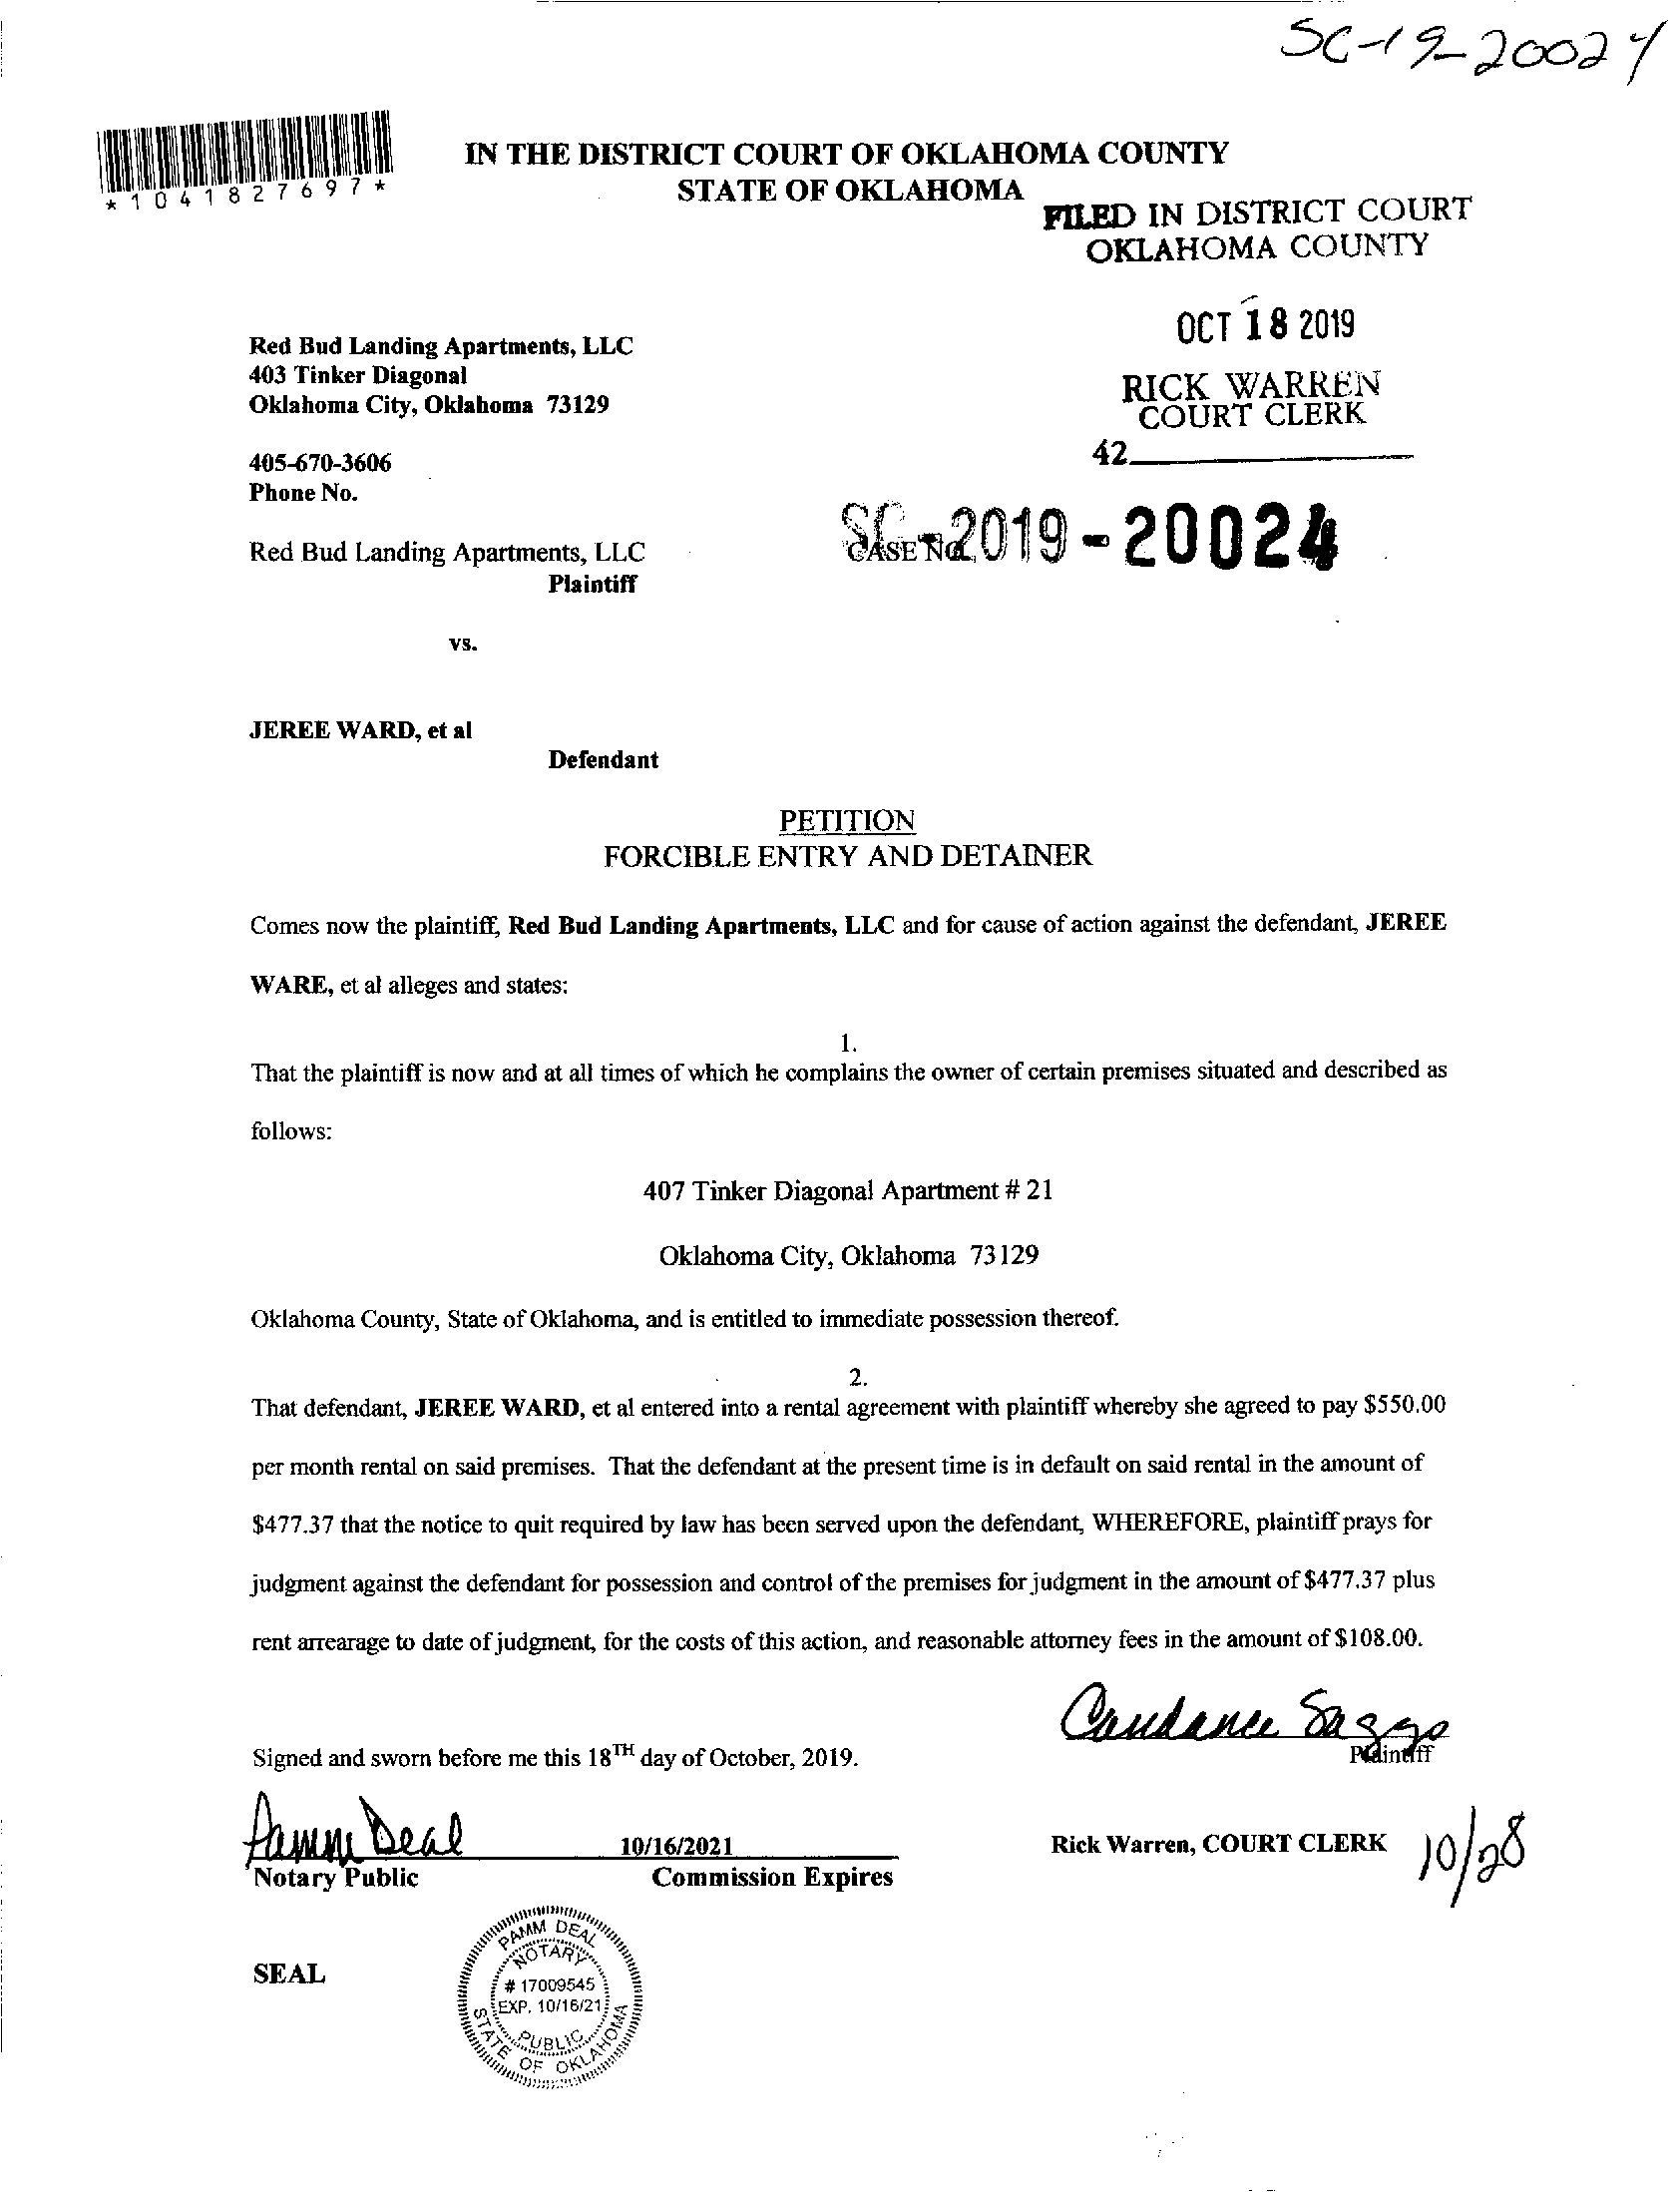 SC-19-20024
*1041827697*
IN THE DISTRICT COURT OF OKLAHOMA COUNTY
STATE OF OKLAHOMA
FILED IN DISTRICT COURT
OKLAHOMA COUNTY
OCT 18 2019
RICK WARREN
COURT CLERK
42
Red Bud Landing Apartments, LLC
403 Tinker Diagonal
Oklahoma City, Oklahoma 73129
405-670-3606
Phone No.
SC-2019-20024
CASE No.
Red Bud Landing Apartments, LLC
Plaintiff
vs.
JEREE WARD, et al
Defendant
PETITION
FORCIBLE ENTRY AND DETAINER
Comes now the plaintiff, Red Bud Landing Apartments, LLC and for cause of action against the defendant, JEREE
WARE, et al alleges and states:
1.
That the plaintiff is now and at all times of which he complains the owner of certain premises situated and described as
follows:
407 Tinker Diagonal Apartment # 21
Oklahoma City, Oklahoma 73129
Oklahoma County, State of Oklahoma, and is entitled to immediate possession thereof.
2.
That defendant, JEREE WARD, et al entered into a rental agreement with plaintiff whereby she agreed to pay $550.00
per month rental on said premises. That the defendant at the present time is in default on said rental in the amount of
$477.37 that the notice to quit required by law has been served upon the defendant, WHEREFORE, plaintiff prays for
judgment against the defendant for possession and control of the premises for judgment in the amount of $477.37 plus
rent arrearage to date of judgment, for the costs of this action, and reasonable attorney fees in the amount of $108.00.
Candance Saggs
Plaintiff
Signed and sworn before me this 18TH day of October, 2019.
Pamm Deal
10/16/2021
Notary Public
Commission Expires
Rick Warren, COURT CLERK
10/28
SEAL
PAMM DEAL
NOTARY
# 17009545
EXP. 10/16/21
PUBLIC
STATE OF OKLAHOMA